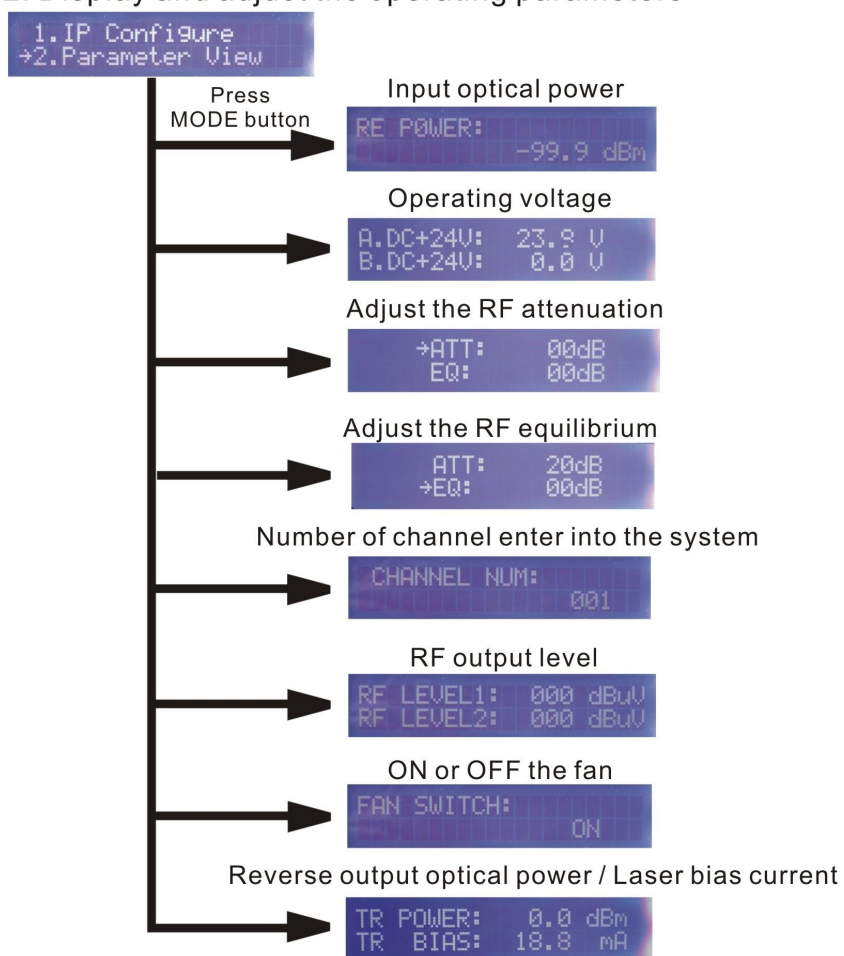 1.IP Configure
→2.Parameter View
Press
MODE button
Input optical power
RE POWER:
-99.9 dBm
Operating voltage
A.DC+24V: 23.9 V
B.DC+24V: 0.0 V
Adjust the RF attenuation
→ATT: 00dB
EQ: 00dB
Adjust the RF equilibrium
ATT: 20dB
→EQ: 00dB
Number of channel enter into the system
CHANNEL NUM:
001
RF output level
RF LEVEL1: 000 dBuV
RF LEVEL2: 000 dBuV
ON or OFF the fan
FAN SWITCH:
ON
Reverse output optical power / Laser bias current
TR POWER: 0.0 dBm
TR BIAS: 18.8 mA